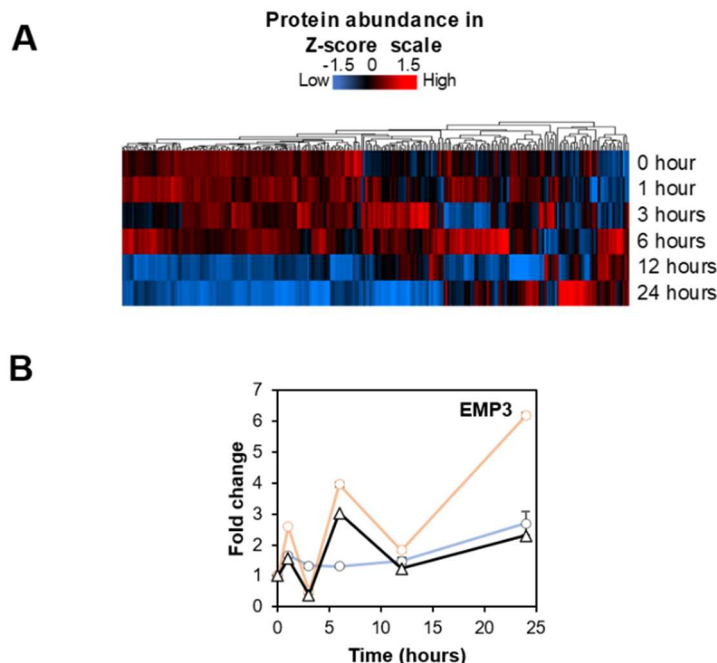 A
Protein abundance in
Z-score scale
-1.5 0 1.5
Low High
0 hour
1 hour
3 hours
6 hours
12 hours
24 hours
B
EMP3
Fold change
7
6
5
4
3
2
1
0
0 5 10 15 20 25
Time (hours)